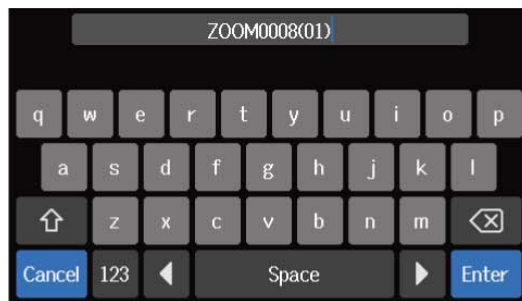 ZOOM0008(01)
q w e r t y u i o p
a s d f g h j k l
z x c v b n m
Cancel 123 Space Enter